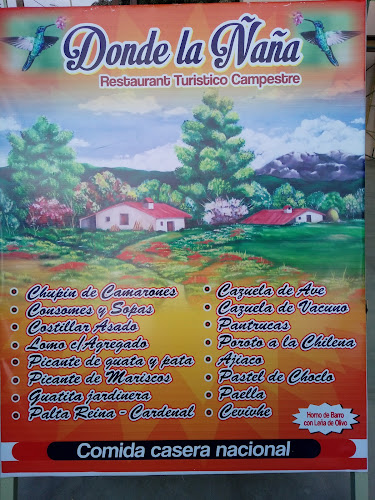 Donde la Ñaña
Restaurant Turistico Campestre
Chupin de Camarones
Consomes y Sopas
Costillar Asado
Lomo c/Agregado
Picante de guata y pata
Picante de Mariscos
Guatita jardinera
Palta Reina - Cardenal
Cazuela de Ave
Cazuela de Vacuno
Pantrucas
Poroto a la Chilena
Ajiaco
Pastel de Choclo
Paella
Cevivhe
Horno de Barro
con Leña de Olivo
Comida casera nacional